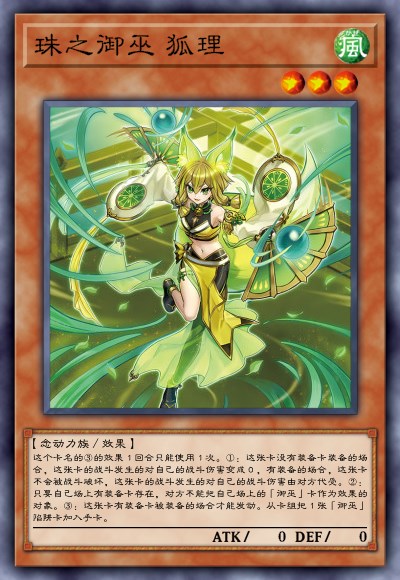 珠之御巫 狐理
風
【念动力族/效果】
这个卡名的③的效果1回合只能使用1次。①:这张卡没有装备卡装备的场
合,这张卡的战斗发生的对自己的战斗伤害变成0,有装备的场合,这张卡
不会被战斗破坏,这张卡的战斗发生的对自己的战斗伤害由对方代受。②:
只要自己场上有装备卡存在,对方不能把自己场上的「御巫」卡作为效果的
对象。③:这张卡有装备卡被装备的场合才能发动。从卡组把1张「御巫」
陷阱卡加入手卡。
ATK/ 0 DEF/ 0